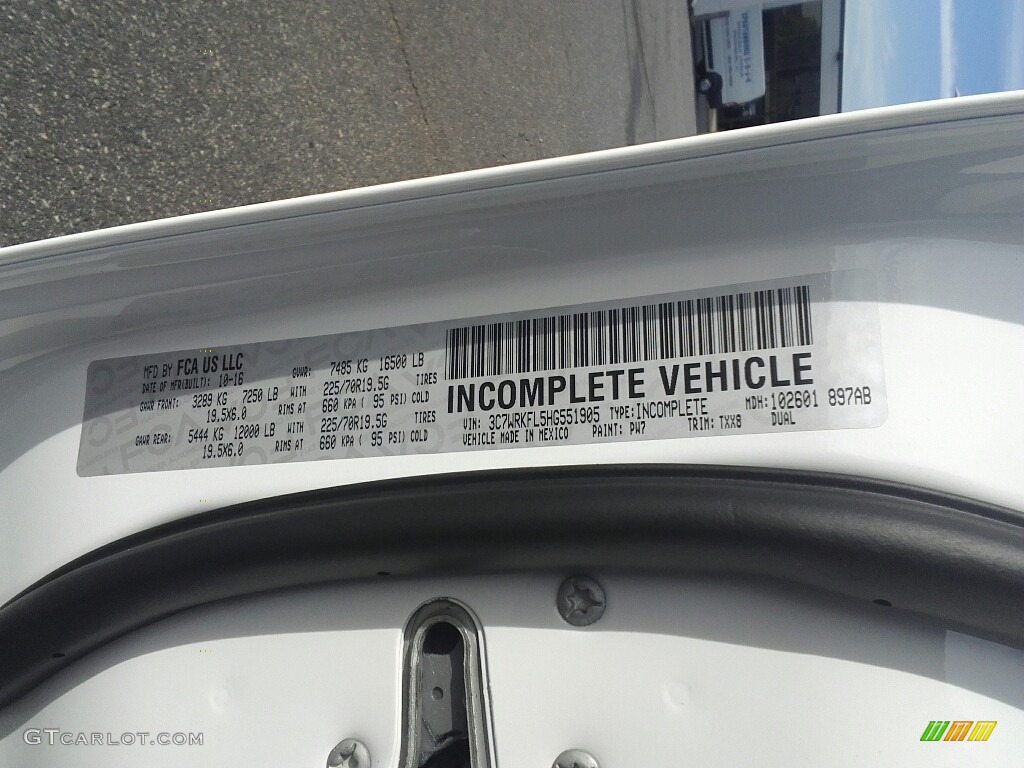 MFD BY FCA US LLC
DATE OF MFR(BUILT): 10-16 GVWR: 7485 KG 16500 LB
GAWR FRONT: 3289 KG 7250 LB WITH 225/70R19.5G TIRES
19.5X6.0 RIMS AT 660 KPA ( 95 PSI) COLD
GAWR REAR: 5444 KG 12000 LB WITH 225/70R19.5G TIRES
19.5X6.0 RIMS AT 660 KPA ( 95 PSI) COLD
INCOMPLETE VEHICLE
VIN: 3C7WRKFL5HG551905 TYPE:INCOMPLETE MDH:102601 897AB
VEHICLE MADE IN MEXICO PAINT: PW7 TRIM: TXX8 DUAL
GTCARLOT.COM